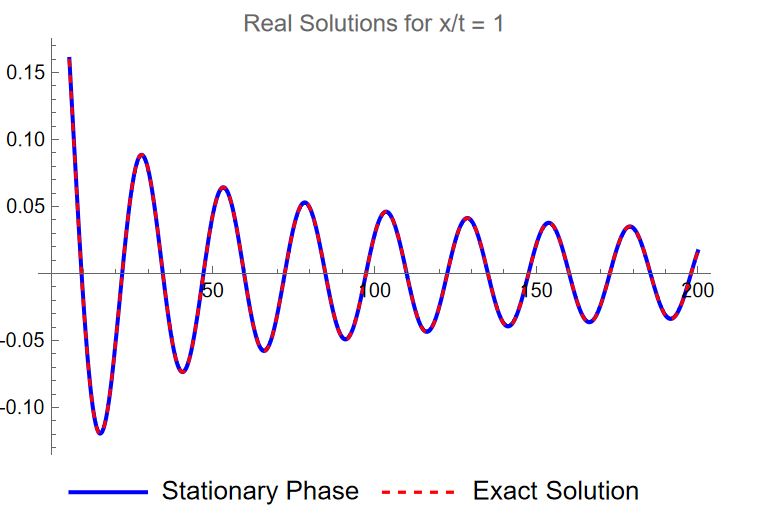 Real Solutions for x/t = 1
0.15
0.10
0.05
50 100 150 200
-0.05
-0.10
Stationary Phase Exact Solution